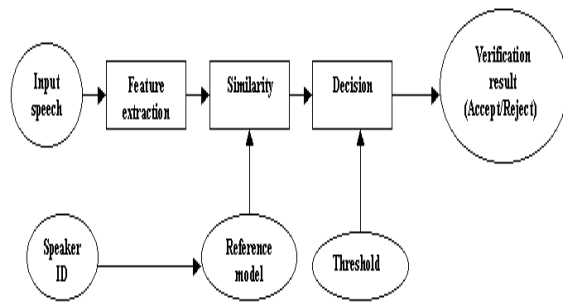 Input
speech
Feature
extraction
Similarity
Decision
Verification
result
(Accept/Reject)
Speaker
ID
Reference
model
Threshold